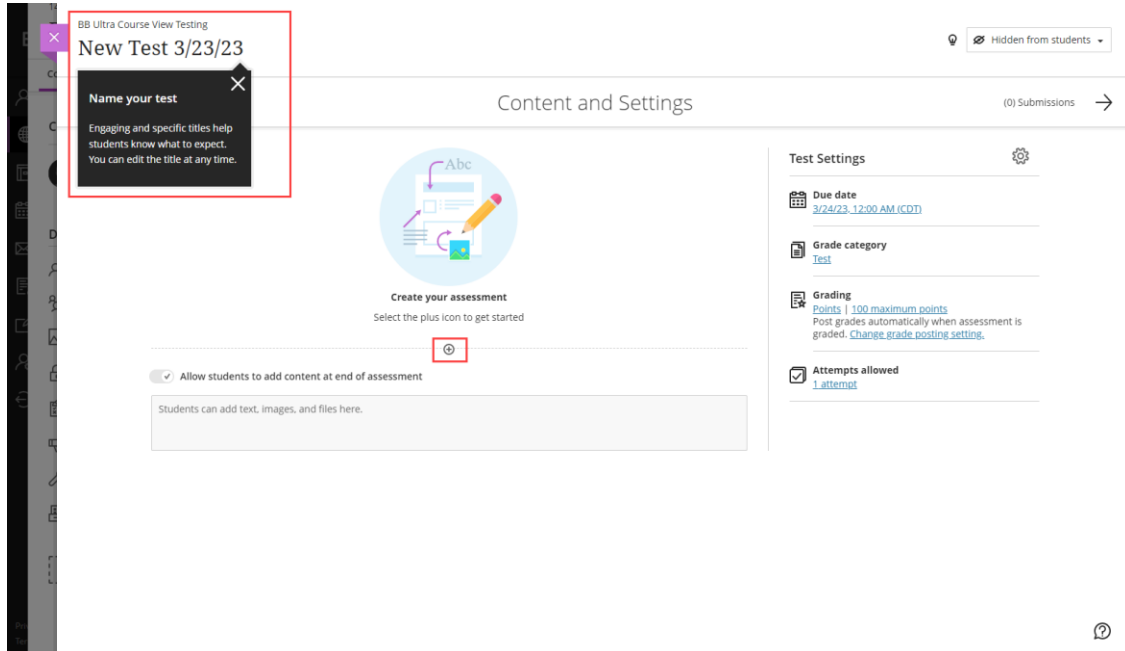 BB Ultra Course View Testing
New Test 3/23/23
Hidden from students
Name your test
Engaging and specific titles help
students know what to expect.
You can edit the title at any time.
Content and Settings
(0) Submissions
Abc
Create your assessment
Select the plus icon to get started
Allow students to add content at end of assessment
Students can add text, images, and files here.
Test Settings
Due date
3/24/23, 12:00 AM (CDT)
Grade category
Test
Grading
Points | 100 maximum points
Post grades automatically when assessment is
graded. Change grade posting setting.
Attempts allowed
1 attempt